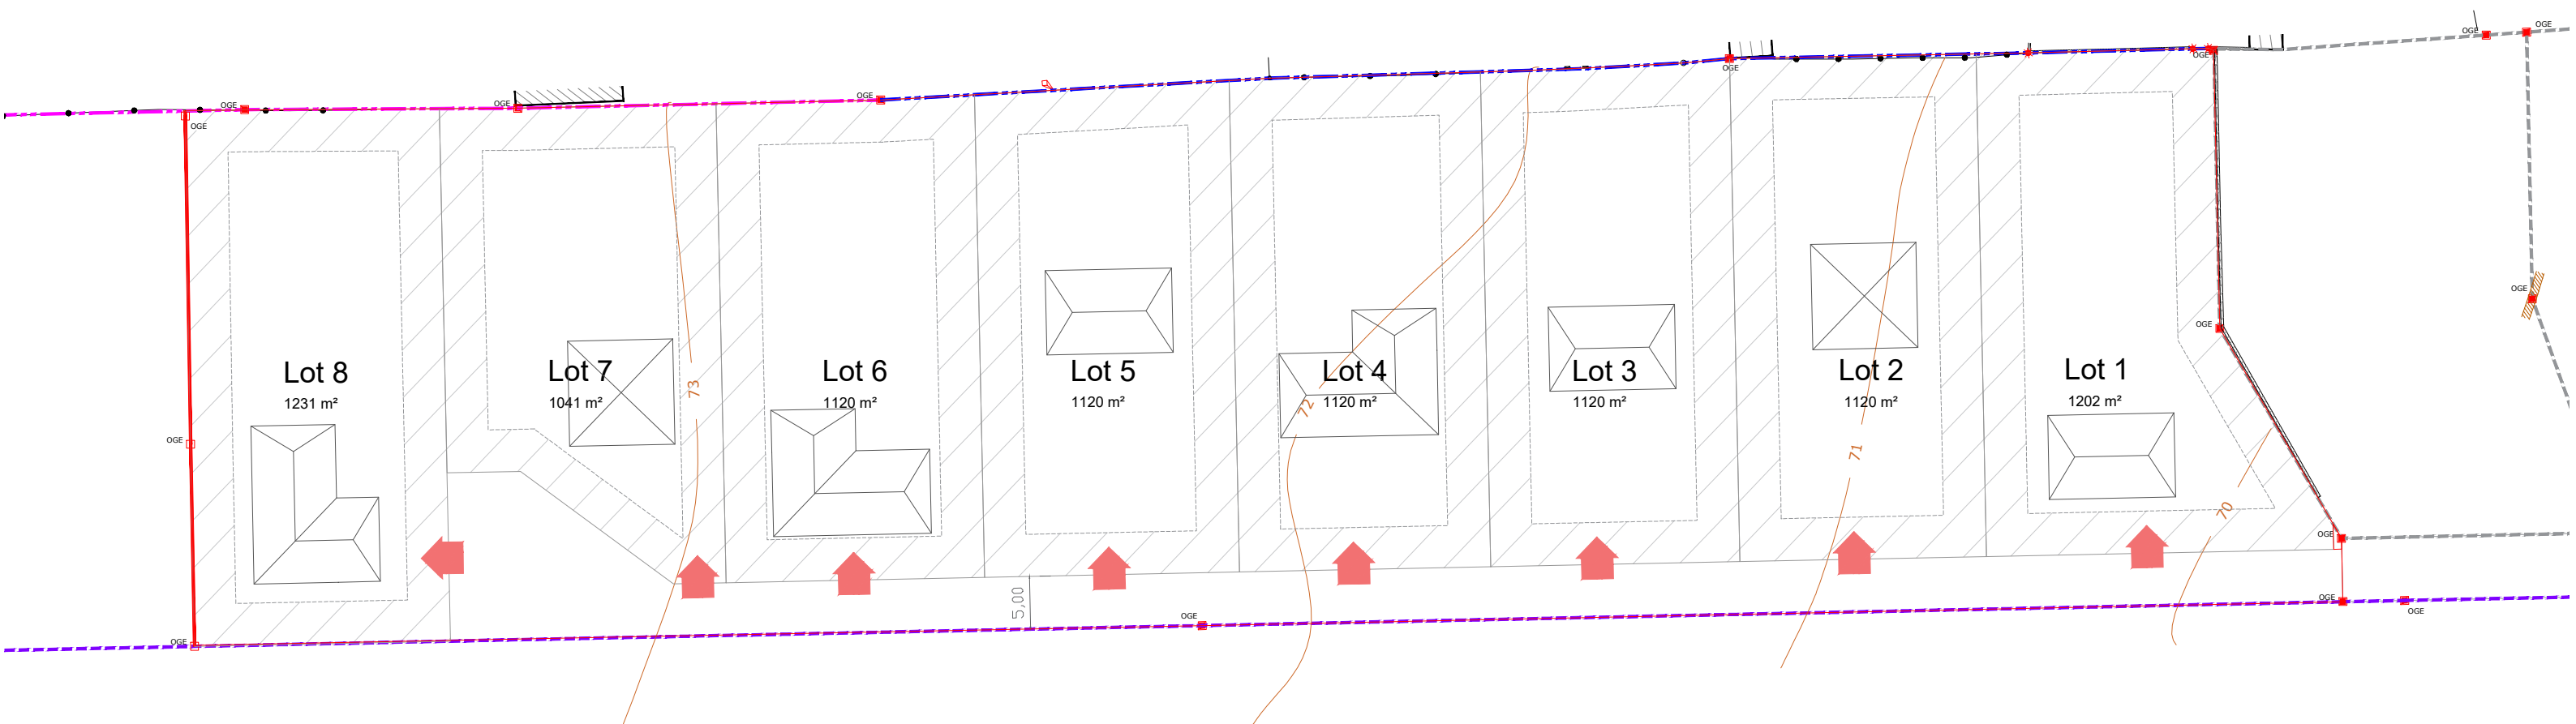 OGE
OGE
OGE
OGE
OGE
OGE
OGE
OGE
OGE
OGE
OGE
Lot 8
1231 m²
Lot 7
1041 m²
73
Lot 6
1120 m²
Lot 5
1120 m²
72
Lot 4
1120 m²
Lot 3
1120 m²
Lot 2
1120 m²
71
Lot 1
1202 m²
70
OGE
OGE
5,00
OGE
OGE
OGE
OGE